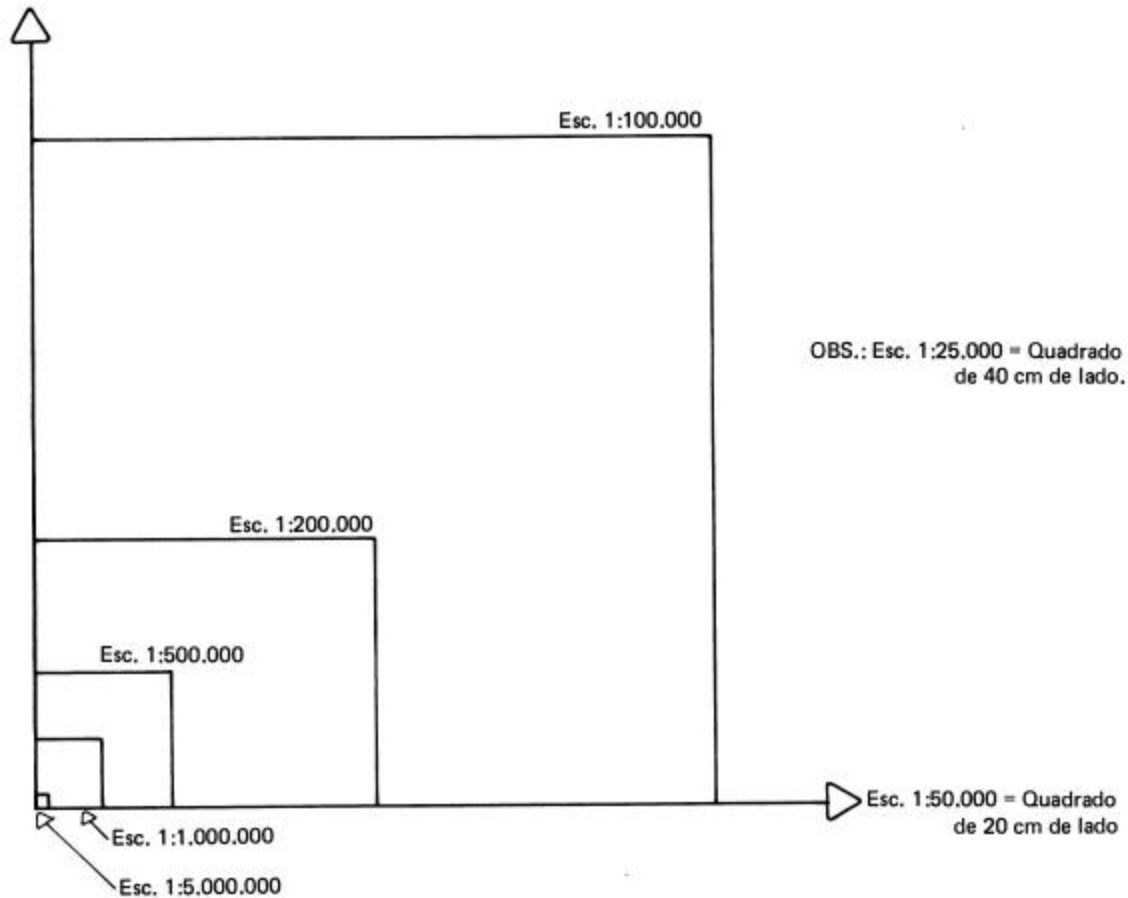 Esc. 1:100.000
OBS.: Esc. 1:25.000 = Quadrado
de 40 cm de lado.
Esc. 1:200.000
Esc. 1:500.000
Esc. 1:50.000 = Quadrado
de 20 cm de lado
Esc. 1:1.000.000
Esc. 1:5.000.000